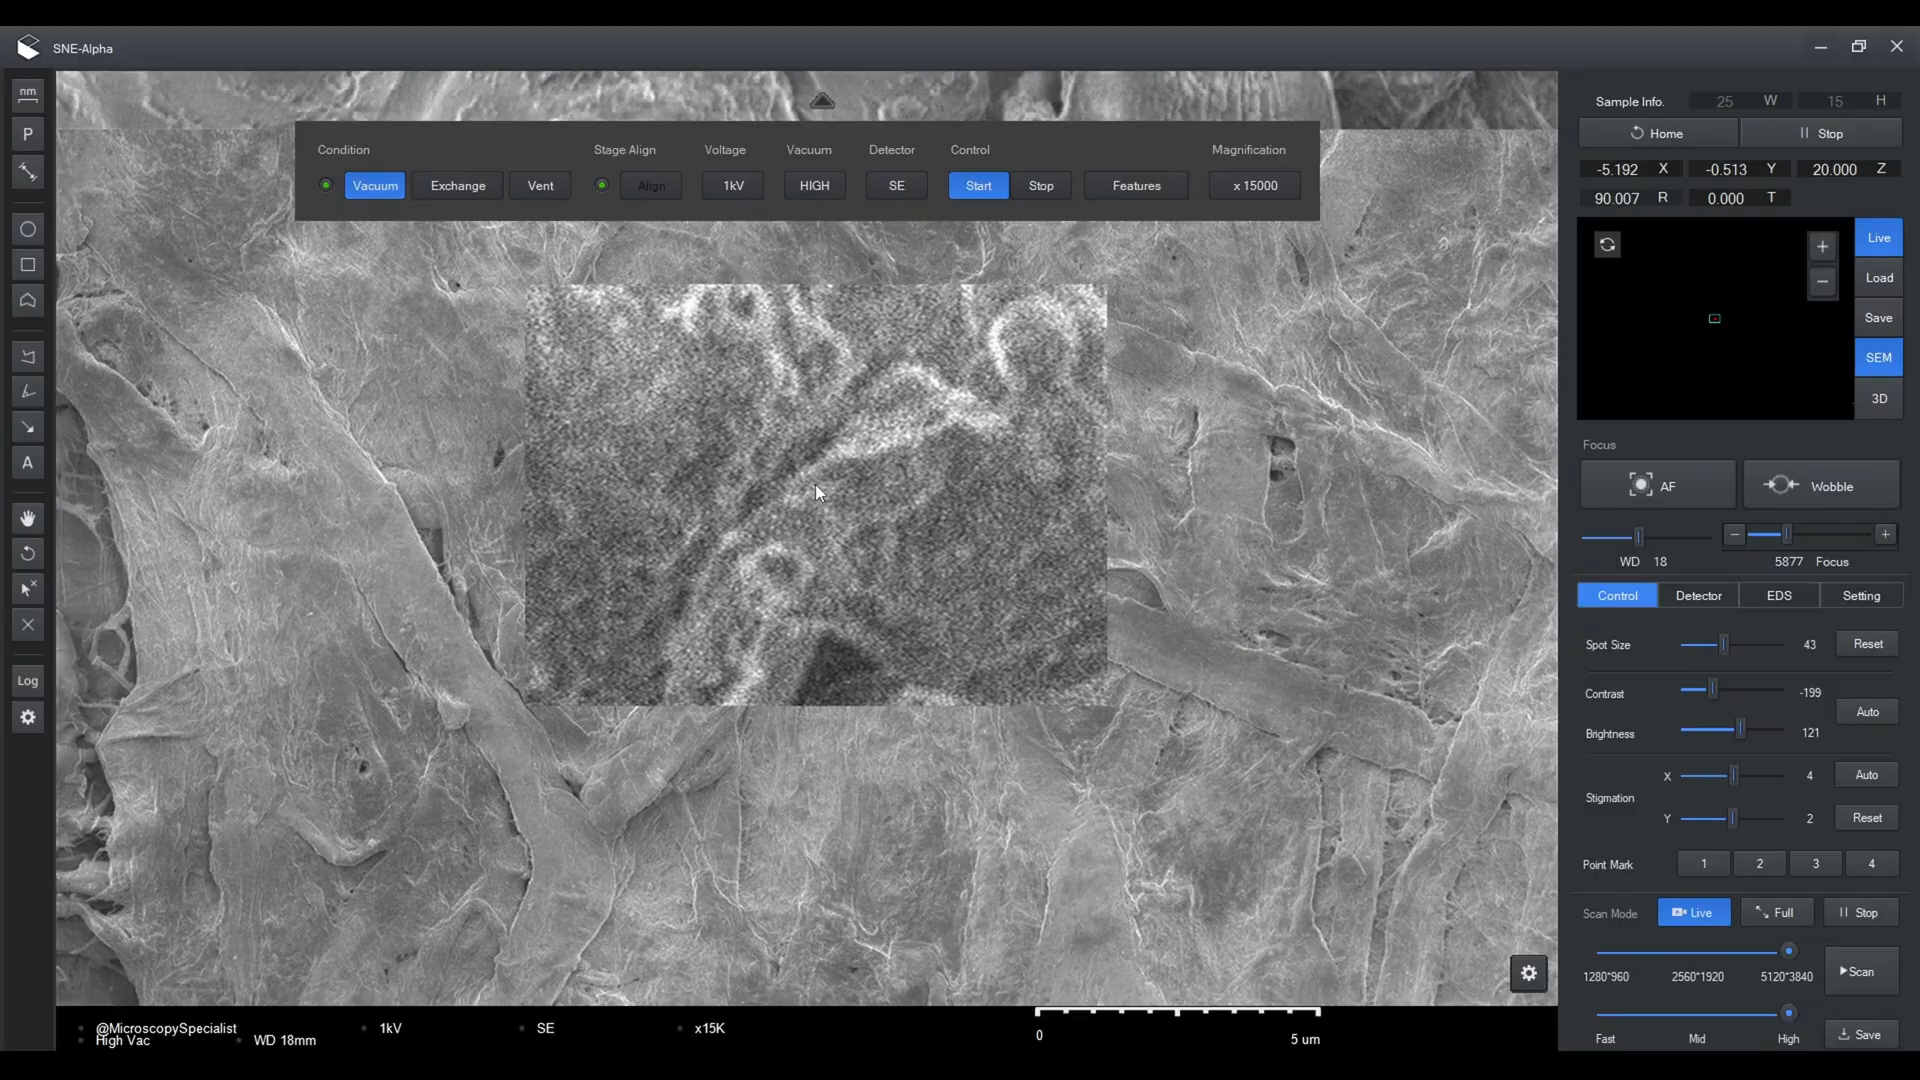 SNE-Alpha
nm
P
A
Log
Condition
Stage Align
Voltage
Vacuum
Detector
Control
Magnification
Vacuum
Exchange
Vent
Align
1kV
HIGH
SE
Start
Stop
Features
x 15000
Sample Info.
25 W
15 H
Home
Stop
-5.192 X
-0.513 Y
20.000 Z
90.007 R
0.000 T
Live
Load
Save
SEM
3D
Focus
AF
Wobble
WD 18
5877 Focus
Control
Detector
EDS
Setting
Spot Size
43
Reset
Contrast
-199
Auto
Brightness
121
Stigmation
X
4
Auto
Y
2
Reset
Point Mark
1
2
3
4
Scan Mode
Live
Full
Stop
1280*960
2560*1920
5120*3840
Scan
Fast
Mid
High
Save
@MicroscopySpecialist
1kV
SE
x15K
High Vac
WD 18mm
0
5 um